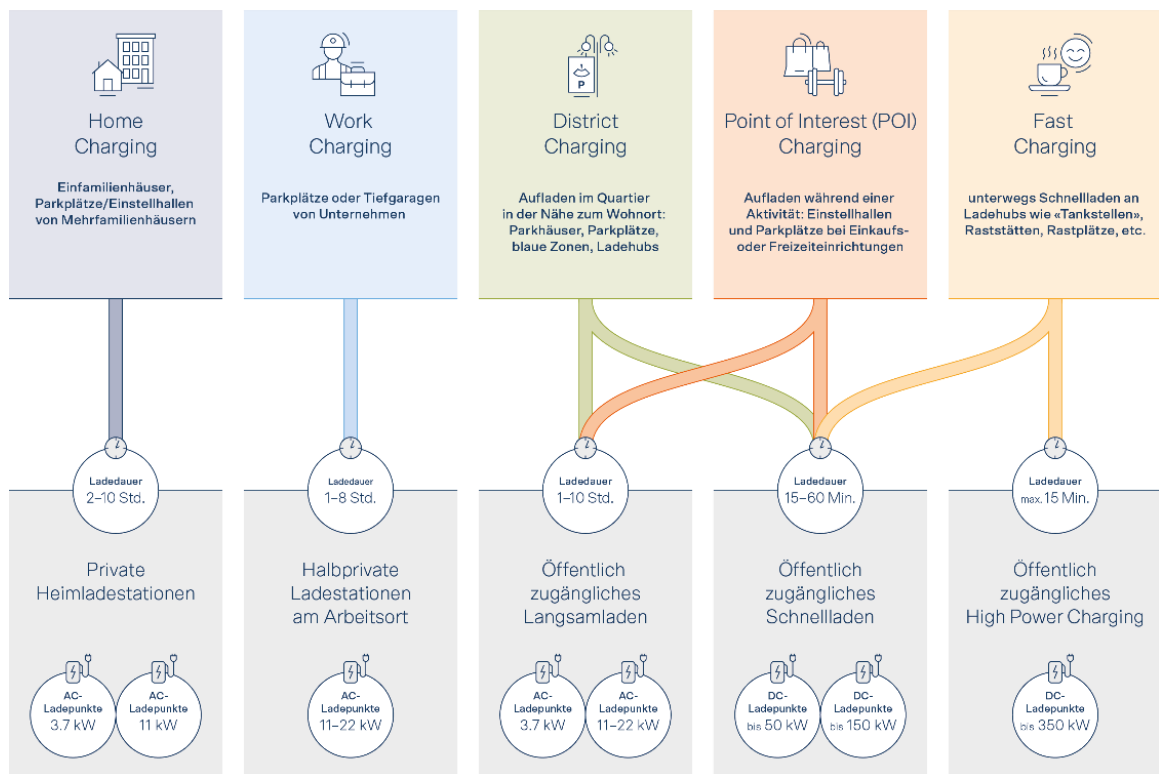 P
Home
Charging
Einfamilienhäuser,
Parkplätze/Einstellhallen
von Mehrfamilienhäusern
Work
Charging
Parkplätze oder Tiefgaragen
von Unternehmen
District
Charging
Aufladen im Quartier
in der Nähe zum Wohnort:
Parkhäuser, Parkplätze,
blaue Zonen, Ladehubs
Point of Interest (POI)
Charging
Aufladen während einer
Aktivität: Einstellhallen
und Parkplätze bei Einkaufs-
oder Freizeiteinrichtungen
Fast
Charging
unterwegs Schnellladen an
Ladehubs wie «Tankstellen»,
Raststätten, Rastplätze, etc.
Ladedauer
2–10 Std.
Ladedauer
1–8 Std.
Ladedauer
1–10 Std.
Ladedauer
15–60 Min.
Ladedauer
max. 15 Min.
Private
Heimladestationen
Halbprivate
Ladestationen
am Arbeitsort
Öffentlich
zugängliches
Langsamladen
Öffentlich
zugängliches
Schnellladen
Öffentlich
zugängliches
High Power Charging
AC-
Ladepunkte
3.7 kW
AC-
Ladepunkte
11 kW
AC-
Ladepunkte
11–22 kW
AC-
Ladepunkte
3.7 kW
AC-
Ladepunkte
11–22 kW
DC-
Ladepunkte
bis 50 kW
DC-
Ladepunkte
bis 150 kW
DC-
Ladepunkte
bis 350 kW